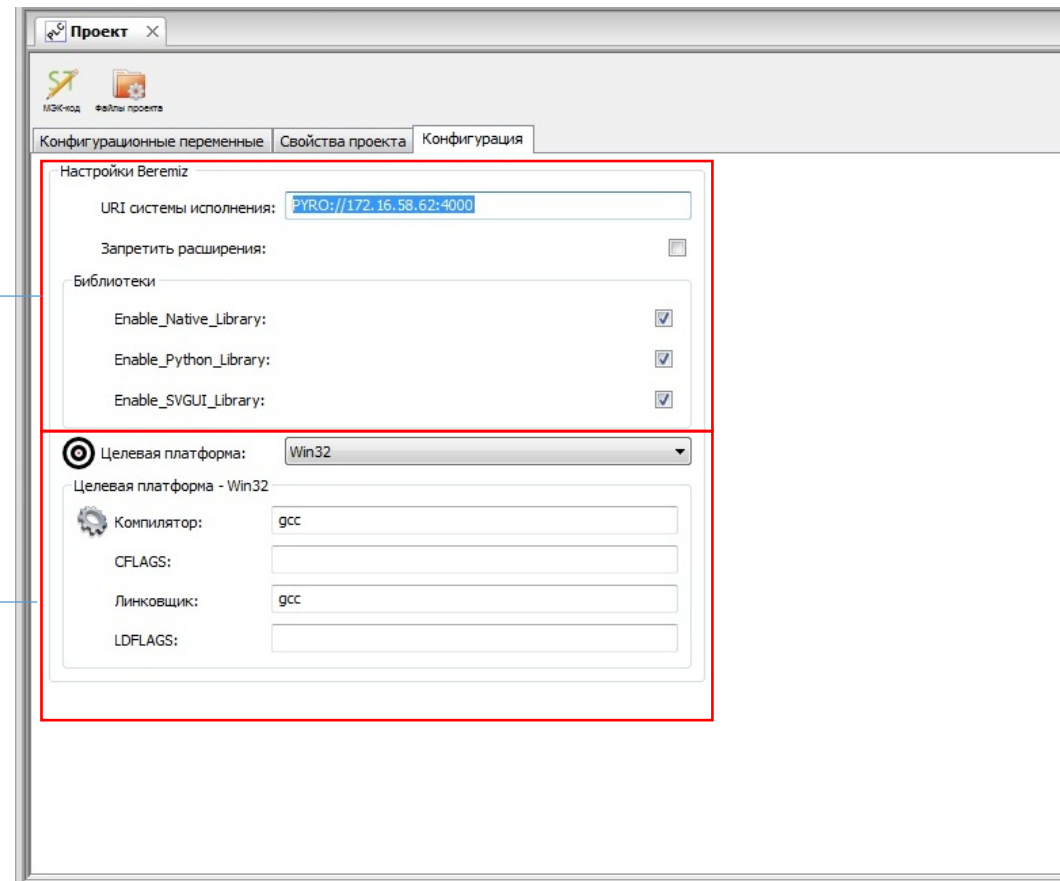 Проект
МЭК-код Файлы проекта
Конфигурационные переменные Свойства проекта Конфигурация
Настройки Beremiz
URI системы исполнения: PYRO://172.16.58.62:4000
Запретить расширения:
Библиотеки
Enable_Native_Library:
Enable_Python_Library:
Enable_SVGUI_Library:
Целевая платформа: Win32
Целевая платформа - Win32
Компилятор: gcc
CFLAGS:
Линковщик: gcc
LDFLAGS: